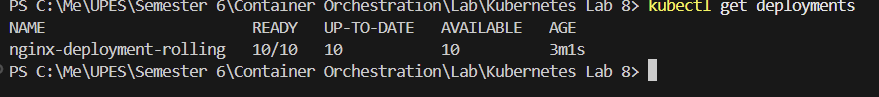 PS C:\Me\UPES\Semester 6\Container Orchestration\Lab\Kubernetes Lab 8> kubectl get deployments
NAME READY UP-TO-DATE AVAILABLE AGE
nginx-deployment-rolling 10/10 10 10 3m1s
PS C:\Me\UPES\Semester 6\Container Orchestration\Lab\Kubernetes Lab 8>